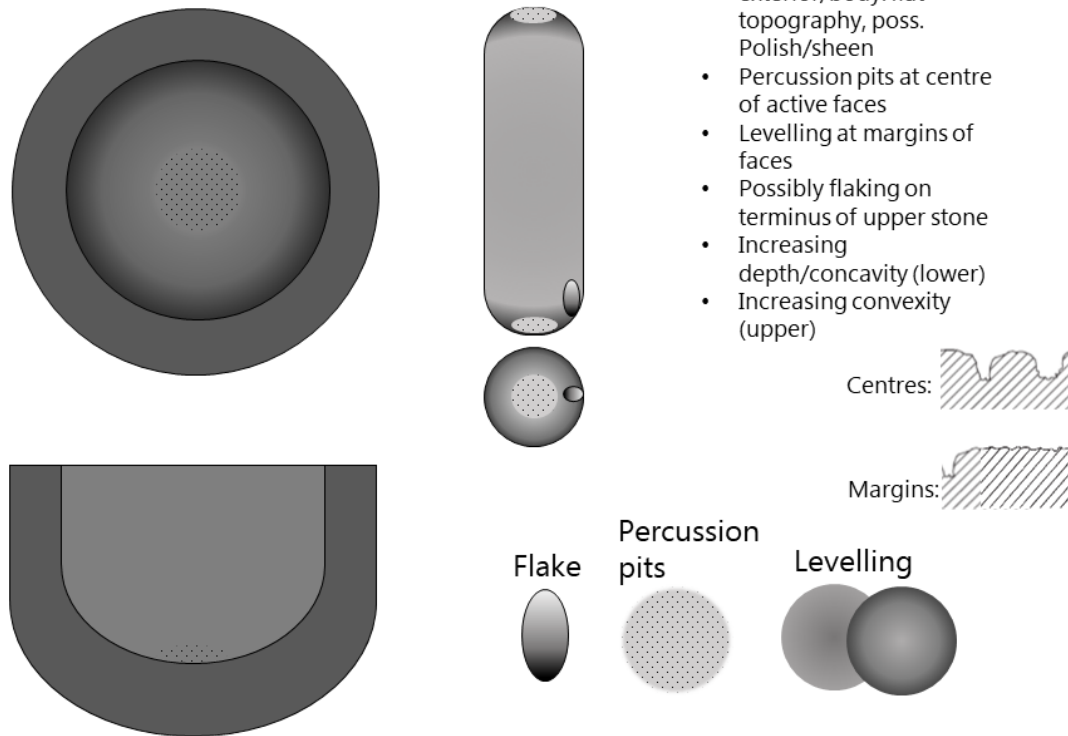 topography, poss.
Polish/sheen
• Percussion pits at centre
of active faces
• Levelling at margins of
faces
• Possibly flaking on
terminus of upper stone
• Increasing
depth/concavity (lower)
• Increasing convexity
(upper)
Centres:
Margins:
Flake
Percussion
pits
Levelling